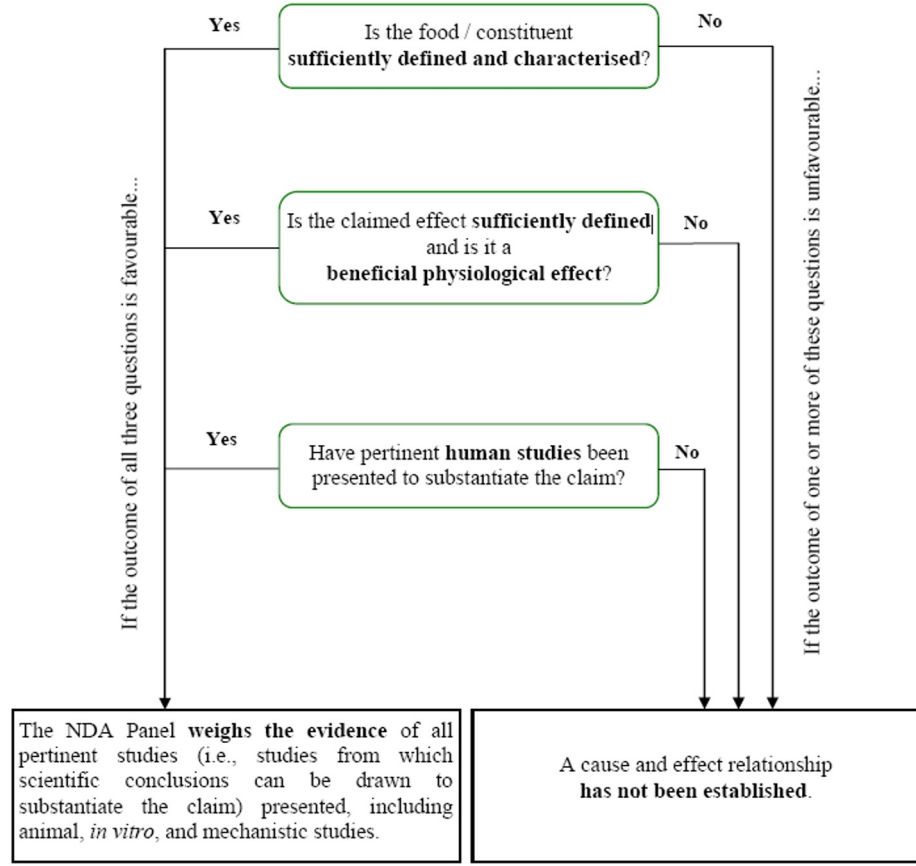 Yes
Is the food / constituent
sufficiently defined and characterised?
No
Yes
Is the claimed effect sufficiently defined
and is it a
beneficial physiological effect?
No
Yes
Have pertinent human studies been
presented to substantiate the claim?
No
If the outcome of all three questions is favourable...
If the outcome of one or more of these questions is unfavourable...
The NDA Panel weighs the evidence of all
pertinent studies (i.e., studies from which
scientific conclusions can be drawn to
substantiate the claim) presented, including
animal, in vitro, and mechanistic studies.
A cause and effect relationship
has not been established.